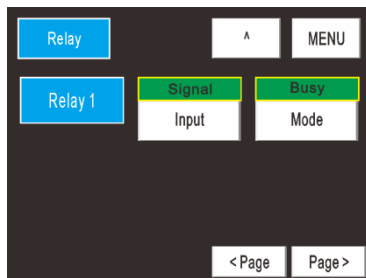 Relay
^
MENU
Relay 1
Signal
Busy
Input
Mode
< Page
Page >